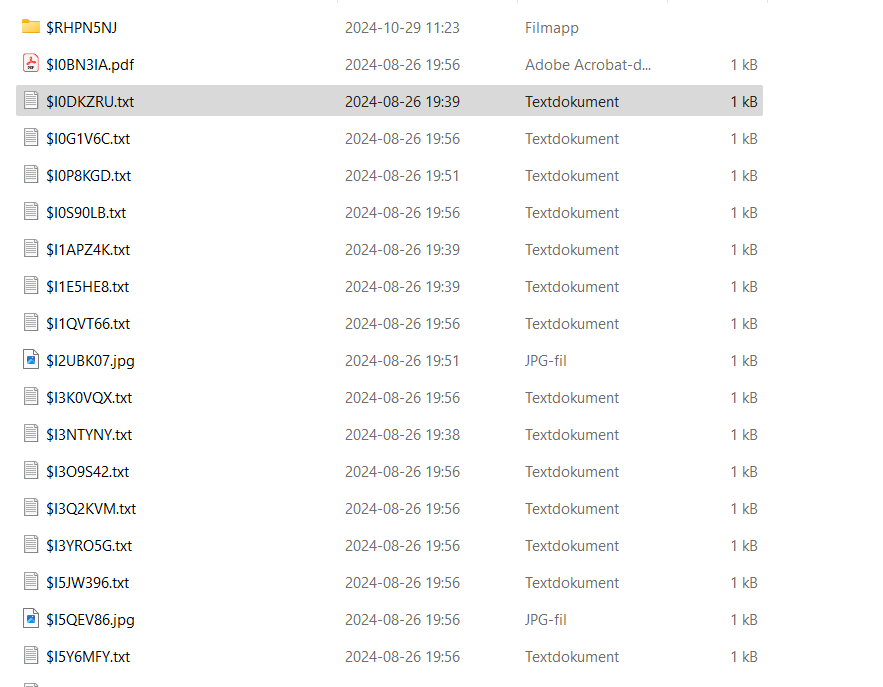 $RHPN5NJ 2024-10-29 11:23 Filmapp
$I0BN3IA.pdf 2024-08-26 19:56 Adobe Acrobat-d... 1 kB
$I0DKZRU.txt 2024-08-26 19:39 Textdokument 1 kB
$I0G1V6C.txt 2024-08-26 19:56 Textdokument 1 kB
$I0P8KGD.txt 2024-08-26 19:51 Textdokument 1 kB
$I0S90LB.txt 2024-08-26 19:56 Textdokument 1 kB
$I1APZ4K.txt 2024-08-26 19:39 Textdokument 1 kB
$I1E5HE8.txt 2024-08-26 19:39 Textdokument 1 kB
$I1QVT66.txt 2024-08-26 19:56 Textdokument 1 kB
$I2UBK07.jpg 2024-08-26 19:51 JPG-fil 1 kB
$I3K0VQX.txt 2024-08-26 19:56 Textdokument 1 kB
$I3NTYNY.txt 2024-08-26 19:38 Textdokument 1 kB
$I3O9S42.txt 2024-08-26 19:56 Textdokument 1 kB
$I3Q2KVM.txt 2024-08-26 19:56 Textdokument 1 kB
$I3YRO5G.txt 2024-08-26 19:56 Textdokument 1 kB
$I5JW396.txt 2024-08-26 19:56 Textdokument 1 kB
$I5QEV86.jpg 2024-08-26 19:56 JPG-fil 1 kB
$I5Y6MFY.txt 2024-08-26 19:56 Textdokument 1 kB